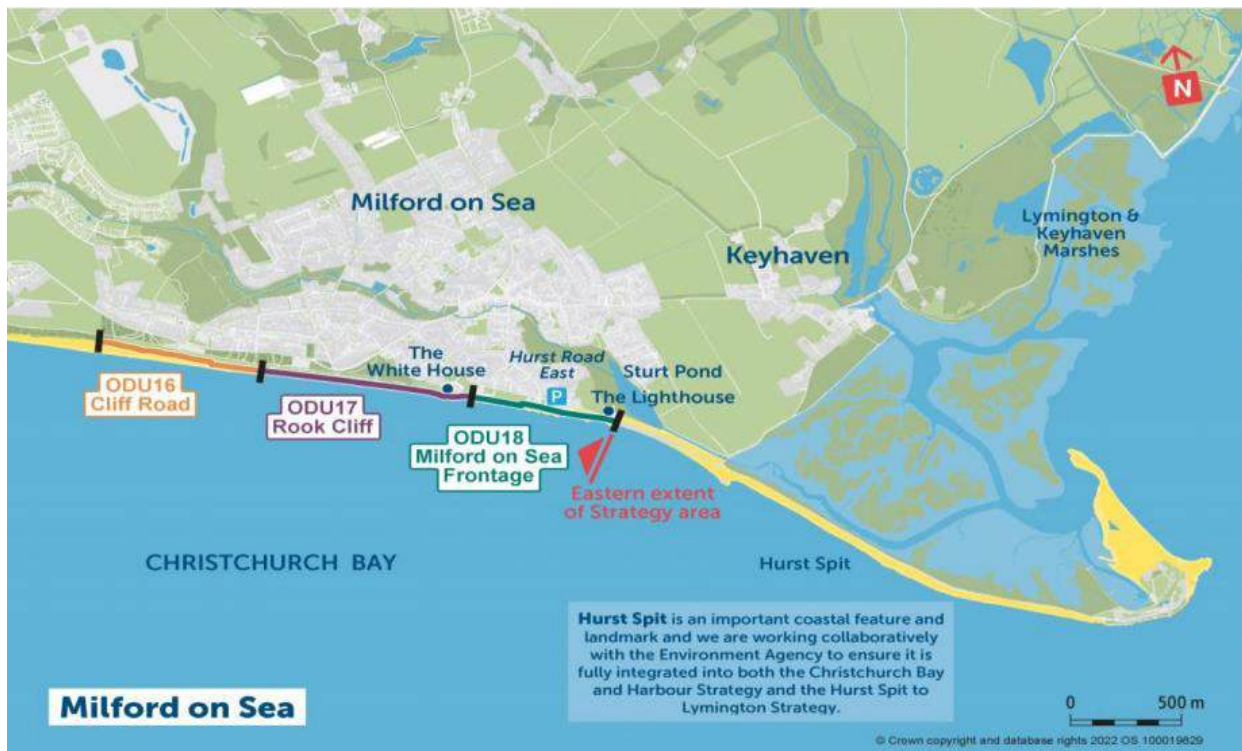 N
Milford on Sea
Lymington &
Keyhaven
Marshes
Keyhaven
The
White House
Hurst Road
East
P
Sturt Pond
The Lighthouse
ODU16
Cliff Road
ODU17
Rook Cliff
ODU18
Milford on Sea
Frontage
Eastern extent
of Strategy area
CHRISTCHURCH BAY
Hurst Spit
Hurst Spit is an important coastal feature and
landmark and we are working collaboratively
with the Environment Agency to ensure it is
fully integrated into both the Christchurch Bay
and Harbour Strategy and the Hurst Spit to
Lymington Strategy.
Milford on Sea
0 500 m
© Crown copyright and database rights 2022 OS 100019829